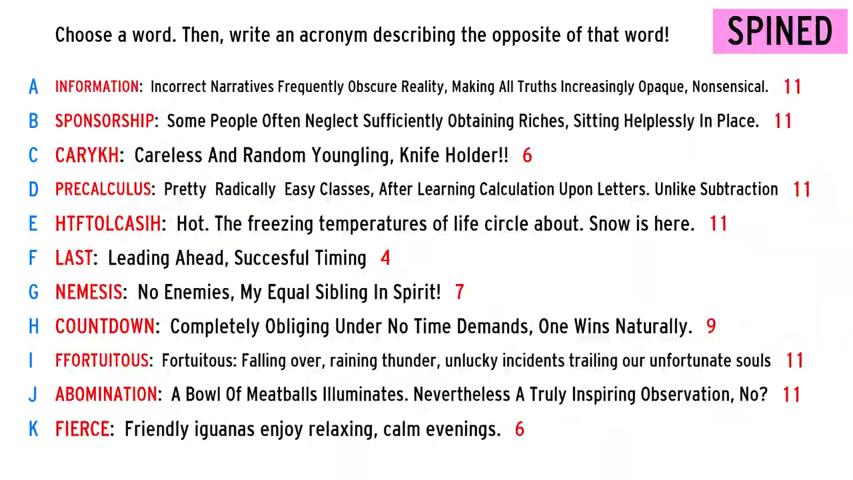 Choose a word. Then, write an acronym describing the opposite of that word!
SPINED
A INFORMATION: Incorrect Narratives Frequently Obscure Reality, Making All Truths Increasingly Opaque, Nonsensical. 11
B SPONSORSHIP: Some People Often Neglect Sufficiently Obtaining Riches, Sitting Helplessly In Place. 11
C CARYKH: Careless And Random Youngling, Knife Holder!! 6
D PRECALCULUS: Pretty Radically Easy Classes, After Learning Calculation Upon Letters. Unlike Subtraction 11
E HTFTOLCASIH: Hot. The freezing temperatures of life circle about. Snow is here. 11
F LAST: Leading Ahead, Succesful Timing 4
G NEMESIS: No Enemies, My Equal Sibling In Spirit! 7
H COUNTDOWN: Completely Obliging Under No Time Demands, One Wins Naturally. 9
I FFORTUITOUS: Fortuitous: Falling over, raining thunder, unlucky incidents trailing our unfortunate souls 11
J ABOMINATION: A Bowl Of Meatballs Illuminates. Nevertheless A Truly Inspiring Observation, No? 11
K FIERCE: Friendly iguanas enjoy relaxing, calm evenings. 6